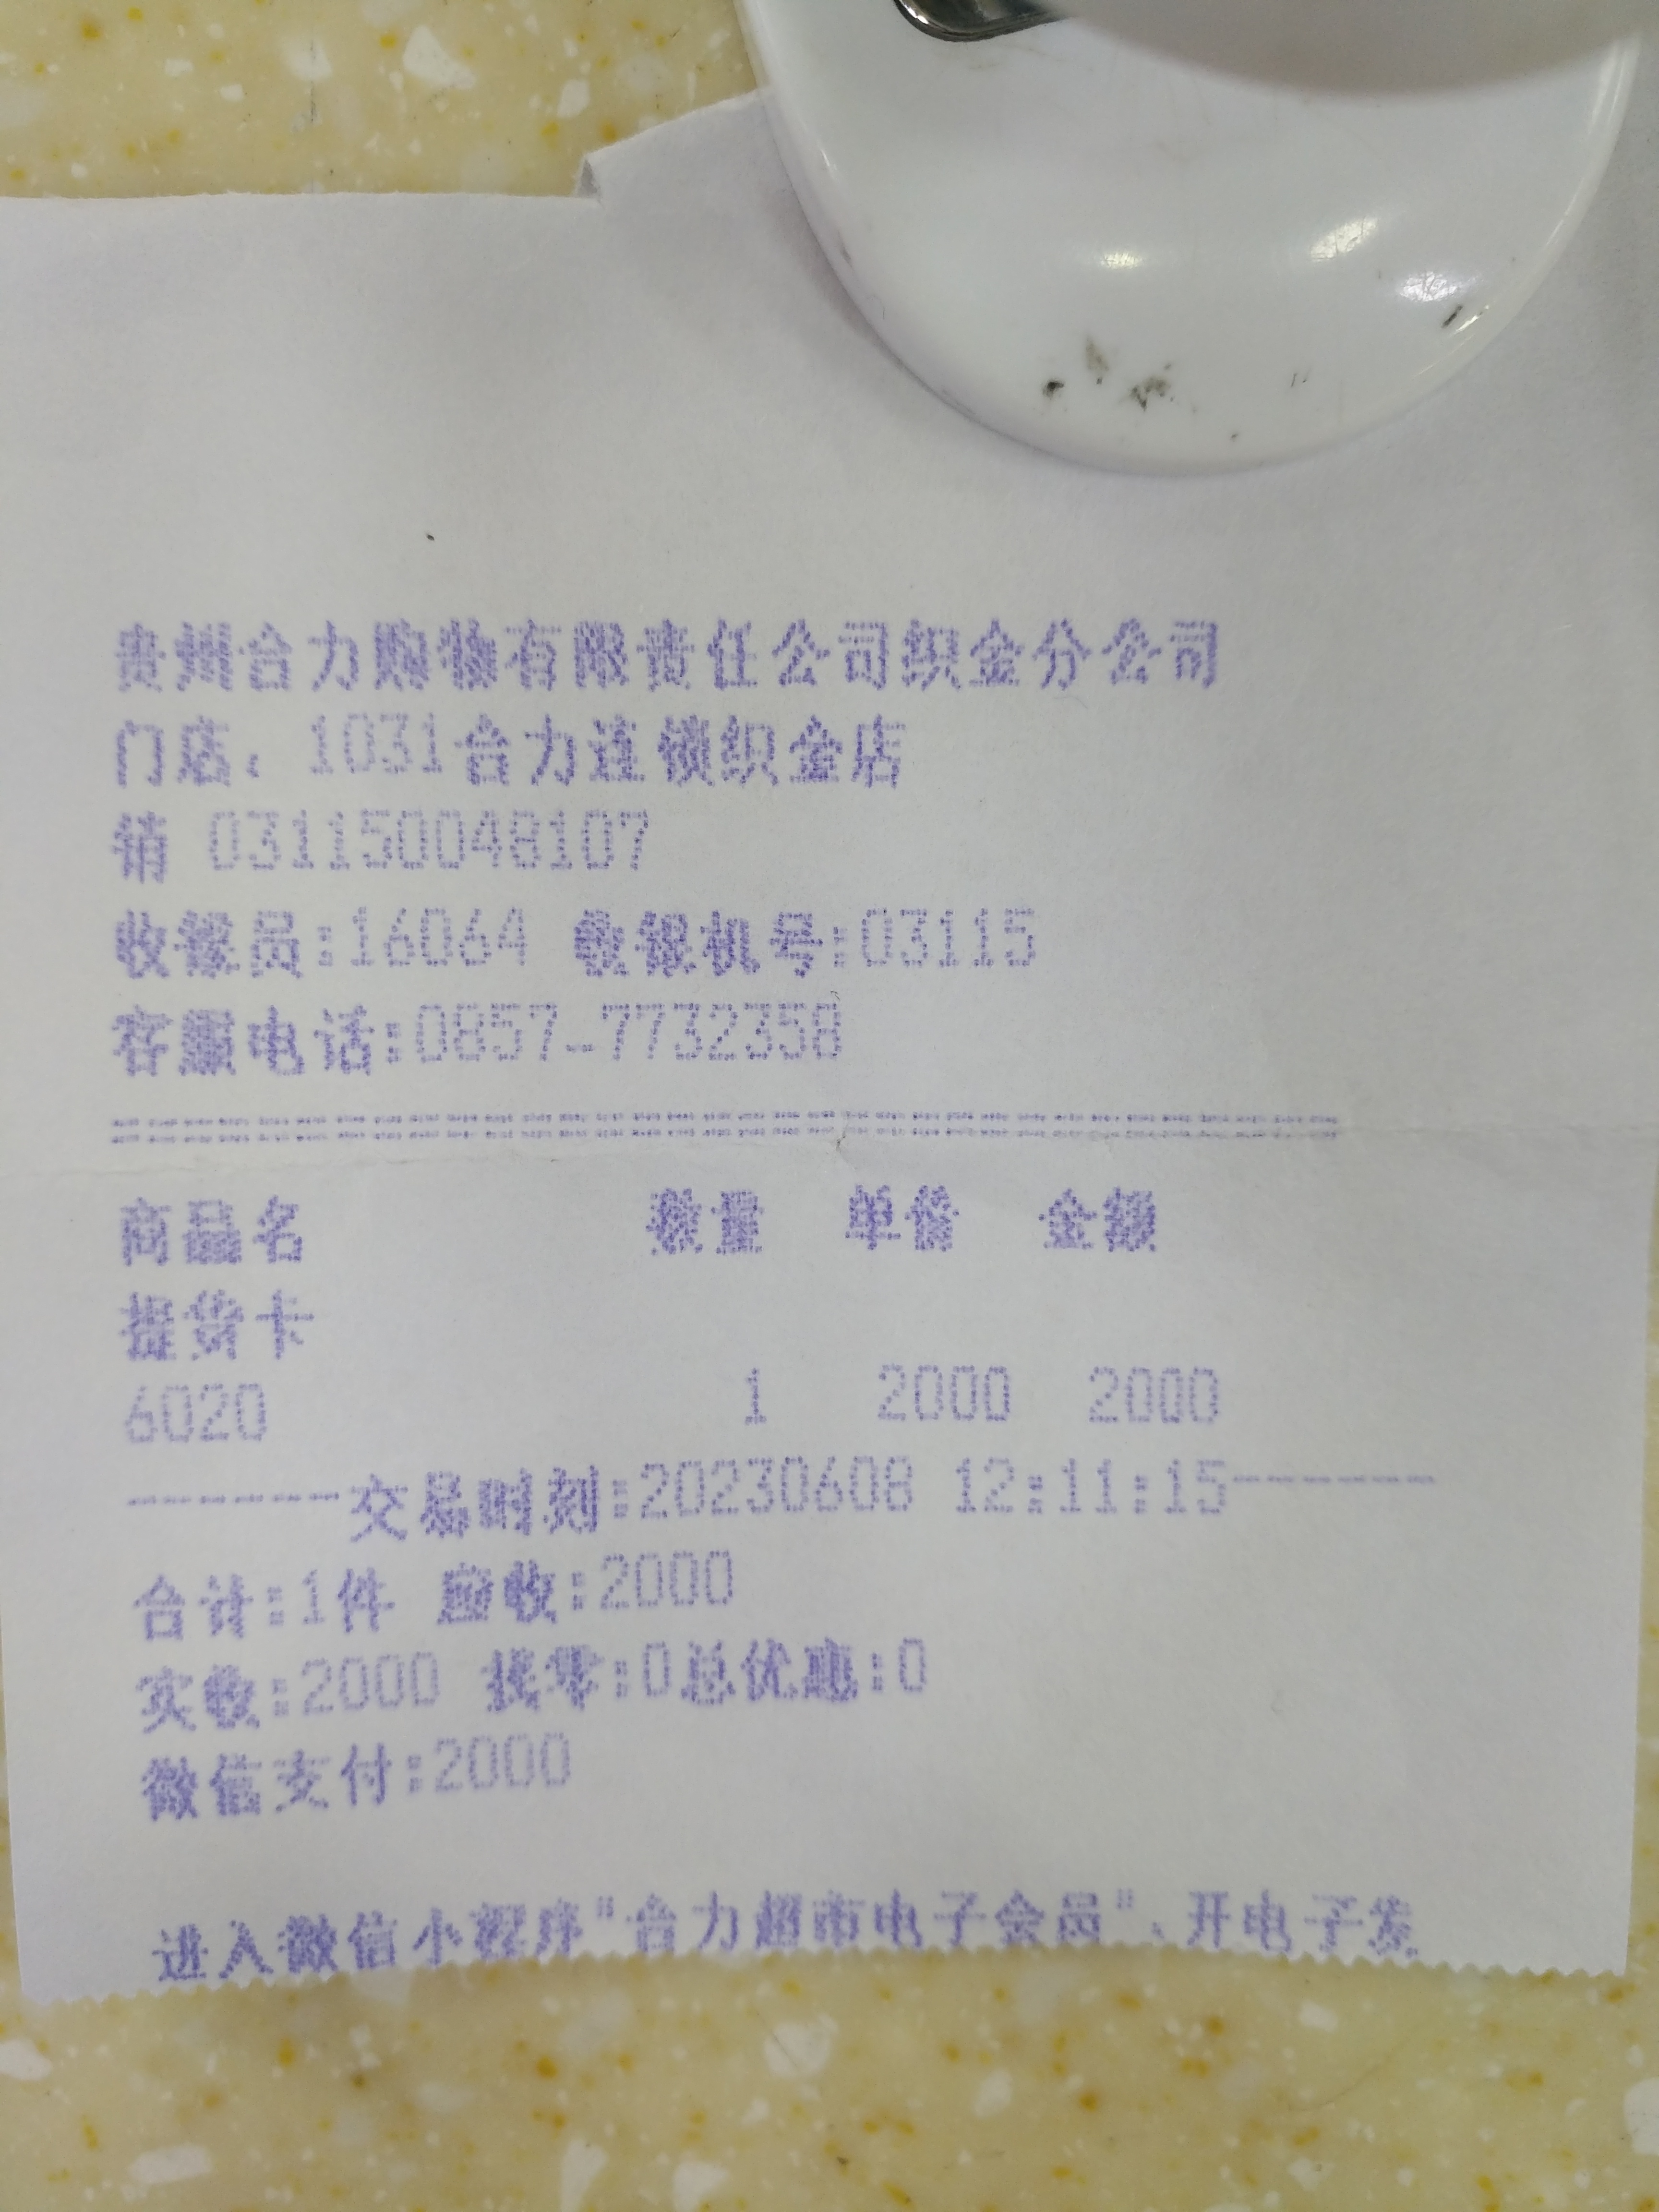 贵州合力购物有限责任公司织金分公司
门店: 1031合力连锁织金店
销 031150048107
收银员:16064 收银机号:03115
客服电话:0857-7732358
商品名 数量 单价 金额
提货卡
6020 1 2000 2000
------交易时刻:20230608 12:11:15------
合计:1件 应收:2000
实收:2000 找零:0总优惠:0
微信支付:2000
进入微信小程序"合力超市电子会员"、开电子发